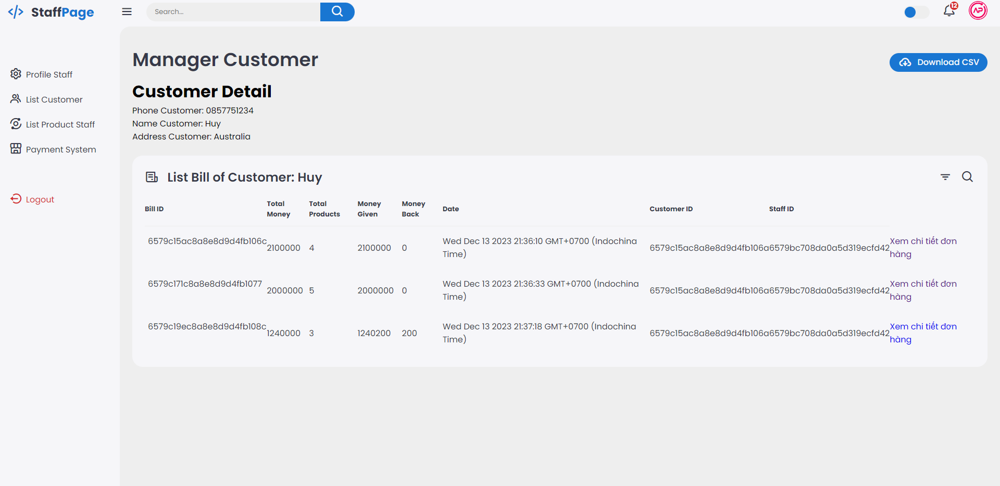 StaffPage
Search...
12
AP
Profile Staff
List Customer
List Product Staff
Payment System
Logout
Manager Customer
Download CSV
Customer Detail
Phone Customer: 0857751234
Name Customer: Huy
Address Customer: Australia
List Bill of Customer: Huy
Bill ID Total Money Total Products Money Given Money Back Date Customer ID Staff ID
6579c15ac8a8e8d9d4fb106c 2100000 4 2100000 0 Wed Dec 13 2023 21:36:10 GMT+0700 (Indochina Time) 6579c15ac8a8e8d9d4fb106a 6579bc708da0a5d319ecfd42 Xem chi tiết đơn hàng
6579c171c8a8e8d9d4fb1077 2000000 5 2000000 0 Wed Dec 13 2023 21:36:33 GMT+0700 (Indochina Time) 6579c15ac8a8e8d9d4fb106a 6579bc708da0a5d319ecfd42 Xem chi tiết đơn hàng
6579c19ec8a8e8d9d4fb108c 1240000 3 1240200 200 Wed Dec 13 2023 21:37:18 GMT+0700 (Indochina Time) 6579c15ac8a8e8d9d4fb106a 6579bc708da0a5d319ecfd42 Xem chi tiết đơn hàng